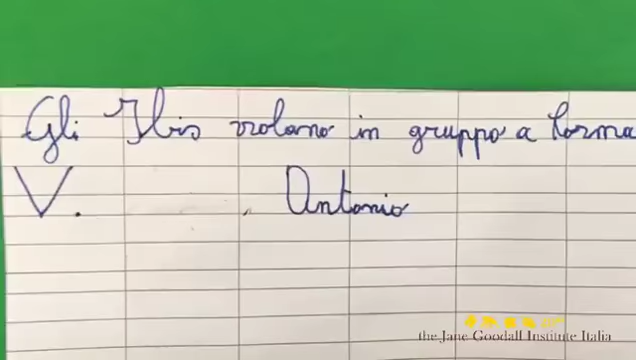 Gli Ibis volano in gruppo a forma
V.
Antonio
the Jane Goodall Institute Italia